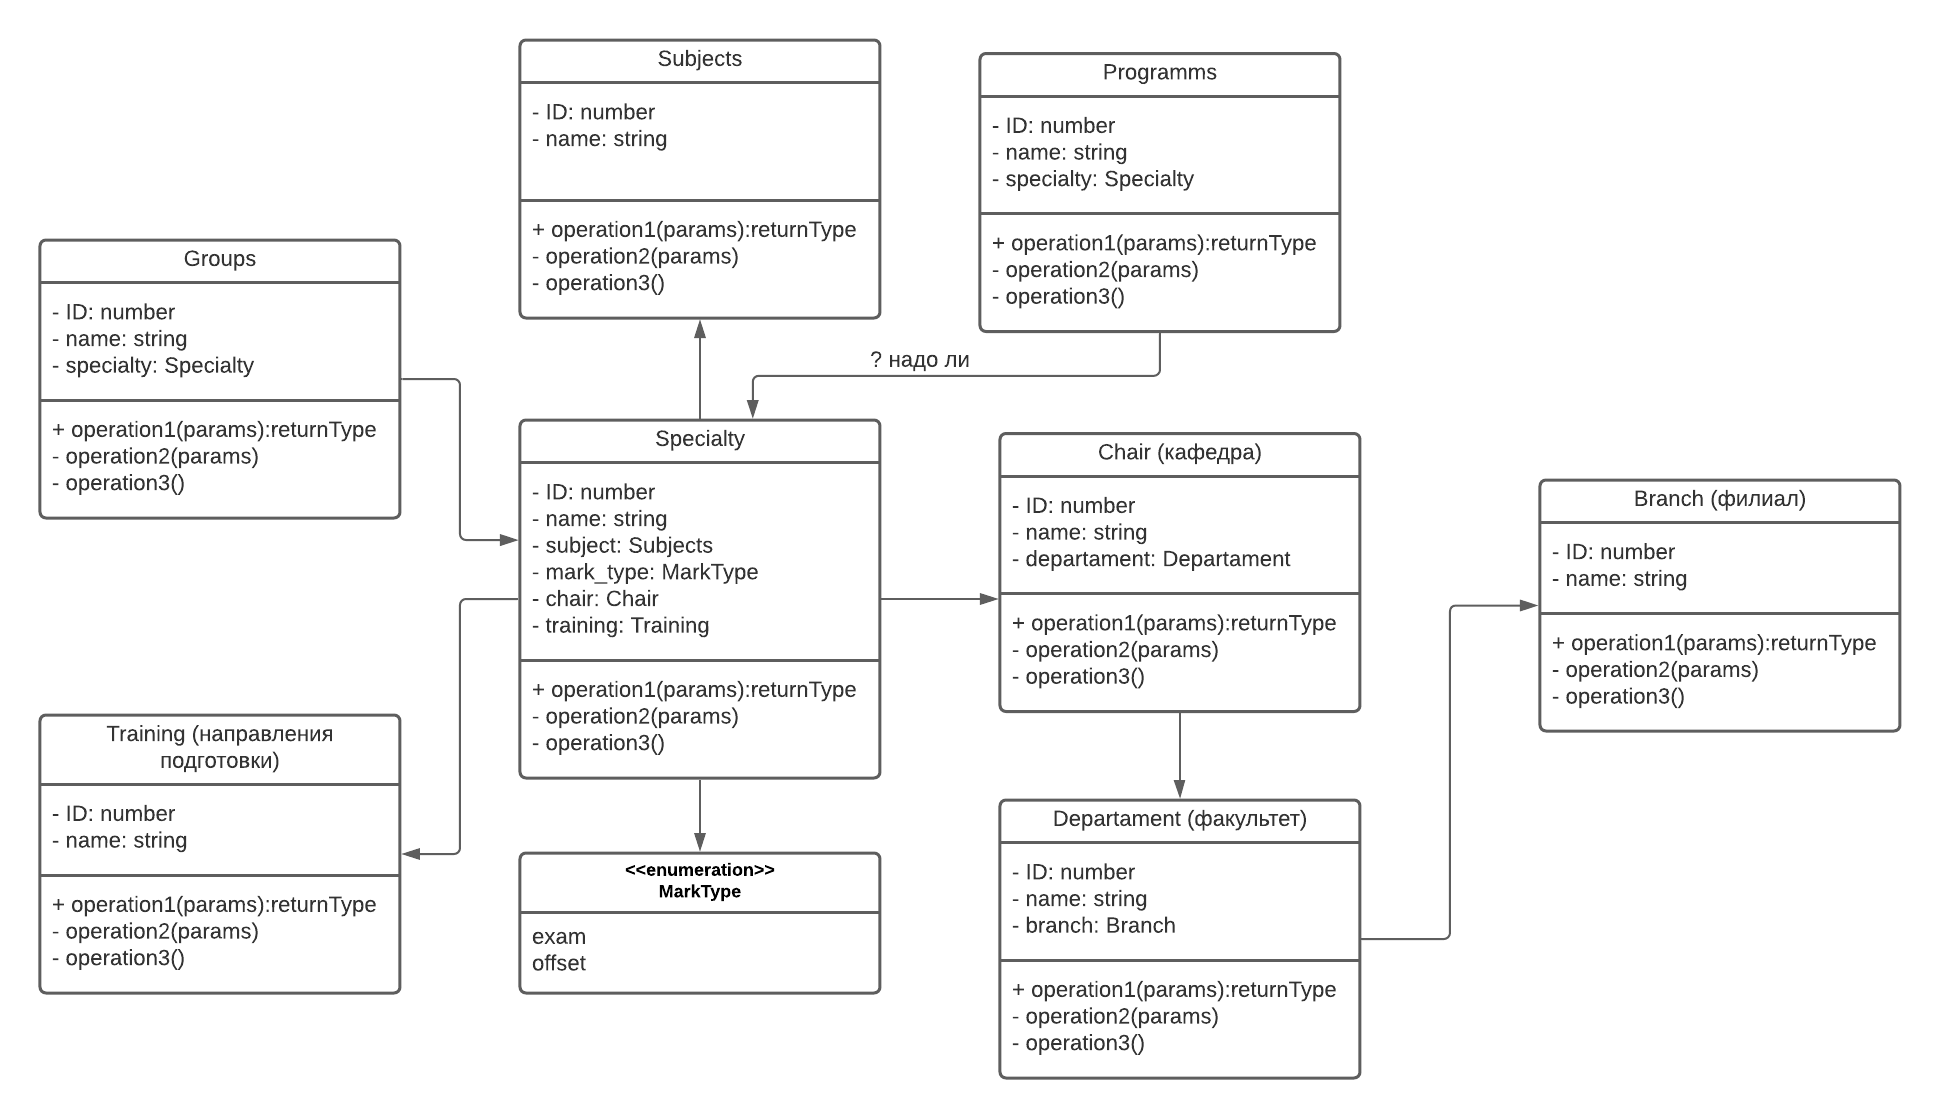 Subjects
- ID: number
- name: string
+ operation1(params):returnType
- operation2(params)
- operation3()
Programms
- ID: number
- name: string
- specialty: Specialty
+ operation1(params):returnType
- operation2(params)
- operation3()
Groups
- ID: number
- name: string
- specialty: Specialty
+ operation1(params):returnType
- operation2(params)
- operation3()
? надо ли
Specialty
- ID: number
- name: string
- subject: Subjects
- mark_type: MarkType
- chair: Chair
- training: Training
+ operation1(params):returnType
- operation2(params)
- operation3()
Chair (кафедра)
- ID: number
- name: string
- departament: Departament
+ operation1(params):returnType
- operation2(params)
- operation3()
Branch (филиал)
- ID: number
- name: string
+ operation1(params):returnType
- operation2(params)
- operation3()
Training (направления
подготовки)
- ID: number
- name: string
+ operation1(params):returnType
- operation2(params)
- operation3()
<<enumeration>>
MarkType
exam
offset
Departament (факультет)
- ID: number
- name: string
- branch: Branch
+ operation1(params):returnType
- operation2(params)
- operation3()